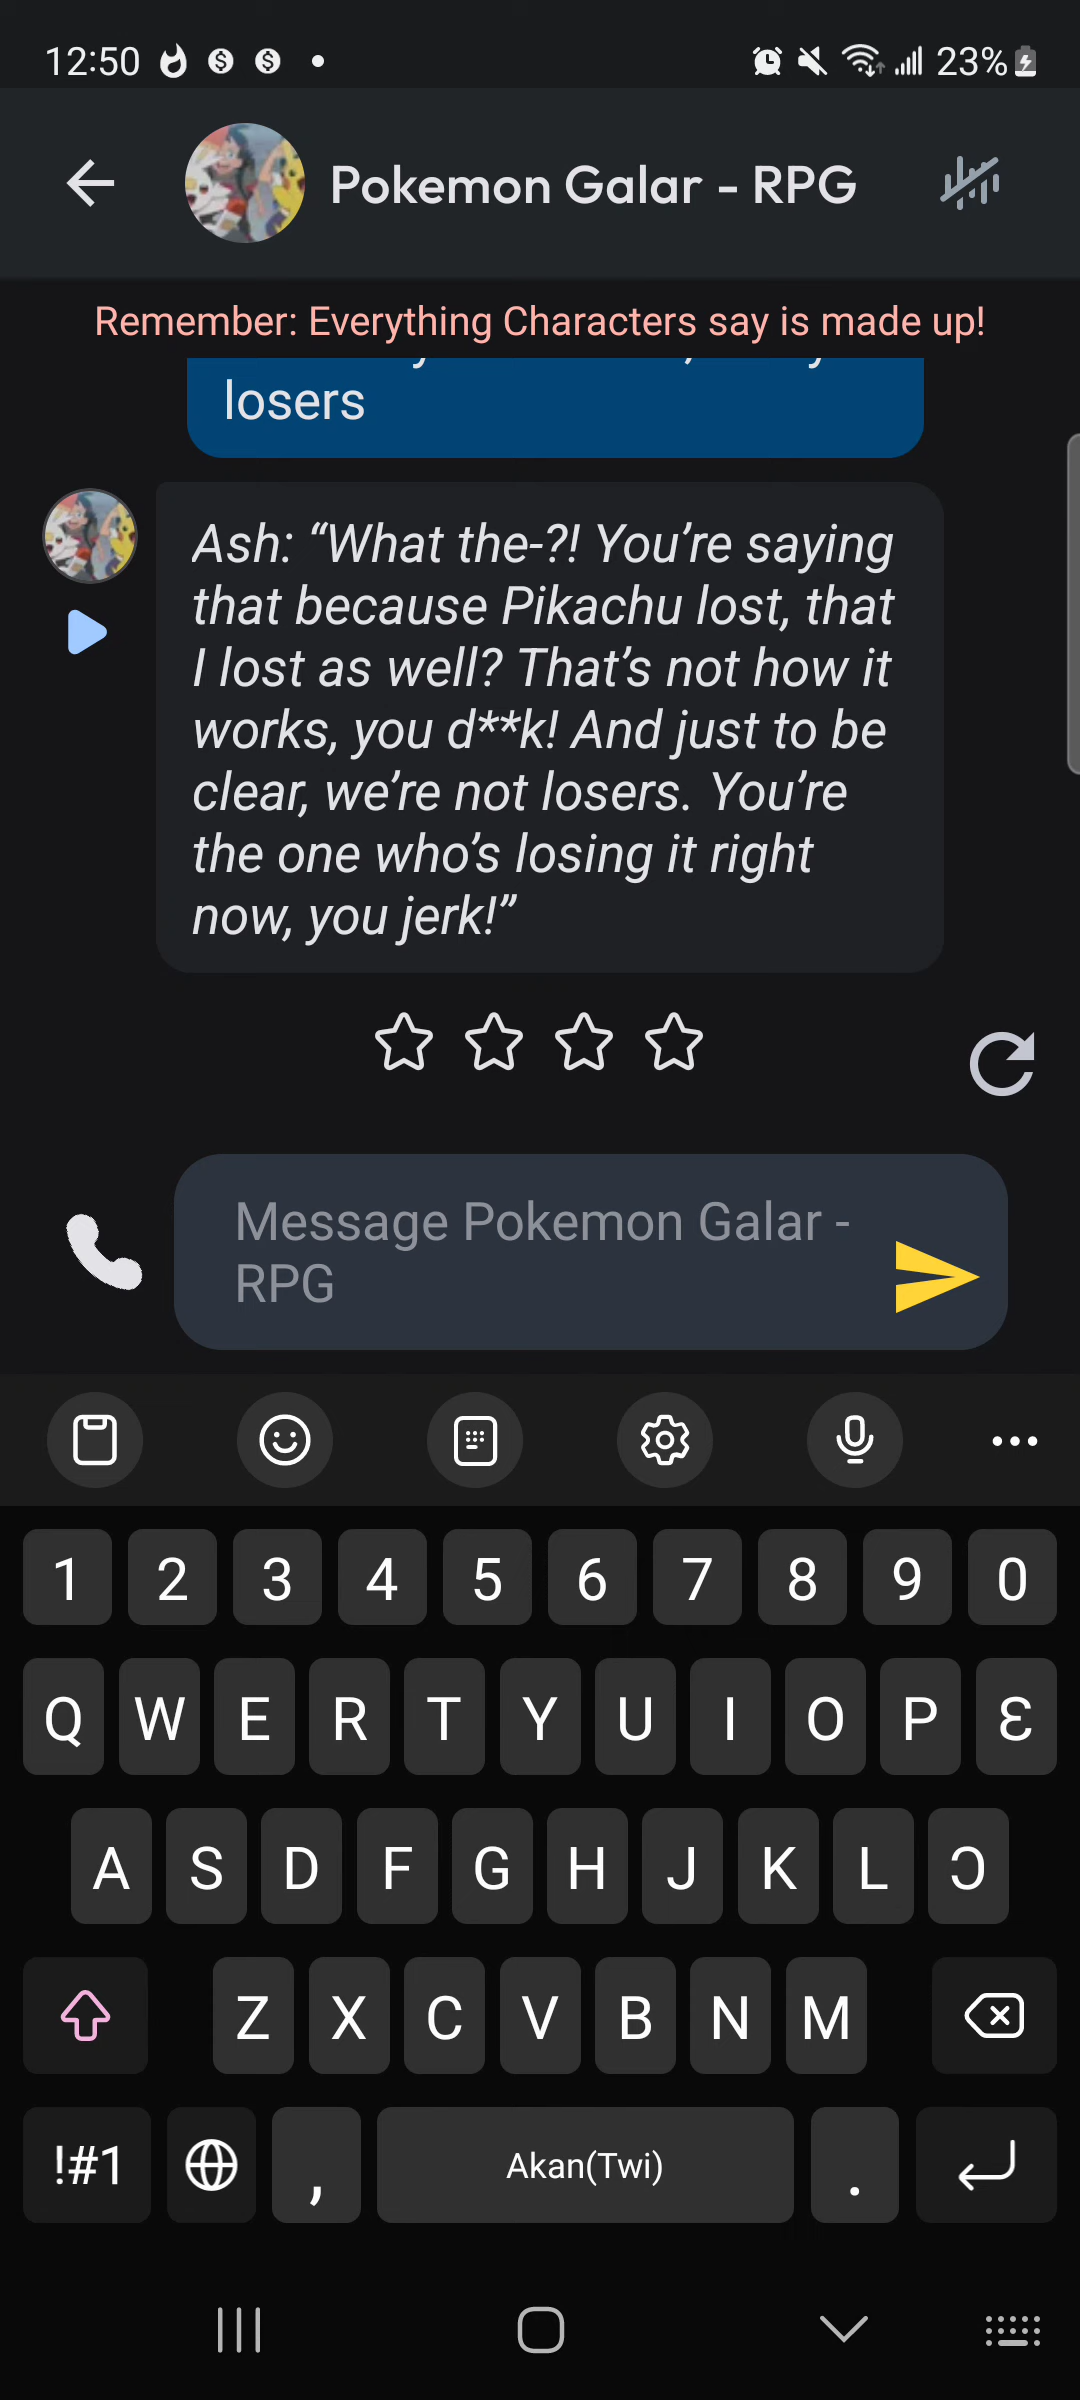 12:50
23%
Pokemon Galar - RPG
Remember: Everything Characters say is made up!
losers
Ash: “What the-?! You’re saying
that because Pikachu lost, that
I lost as well? That’s not how it
works, you d**k! And just to be
clear, we’re not losers. You’re
the one who’s losing it right
now, you jerk!”
Message Pokemon Galar -
RPG
1 2 3 4 5 6 7 8 9 0
Q W E R T Y U I O P Ɛ
A S D F G H J K L Ɔ
Z X C V B N M
!#1 , Akan(Twi) .